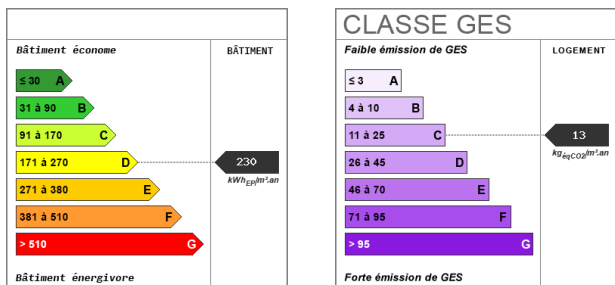 Bâtiment économe
BÂTIMENT
≤ 30 A
31 à 90 B
91 à 170 C
171 à 270 D
230
kWhEP/m².an
271 à 380 E
381 à 510 F
> 510 G
Bâtiment énergivore
CLASSE GES
Faible émission de GES
LOGEMENT
≤ 3 A
4 à 10 B
11 à 25 C
13
kgéqCO2/m².an
26 à 45 D
46 à 70 E
71 à 95 F
> 95 G
Forte émission de GES